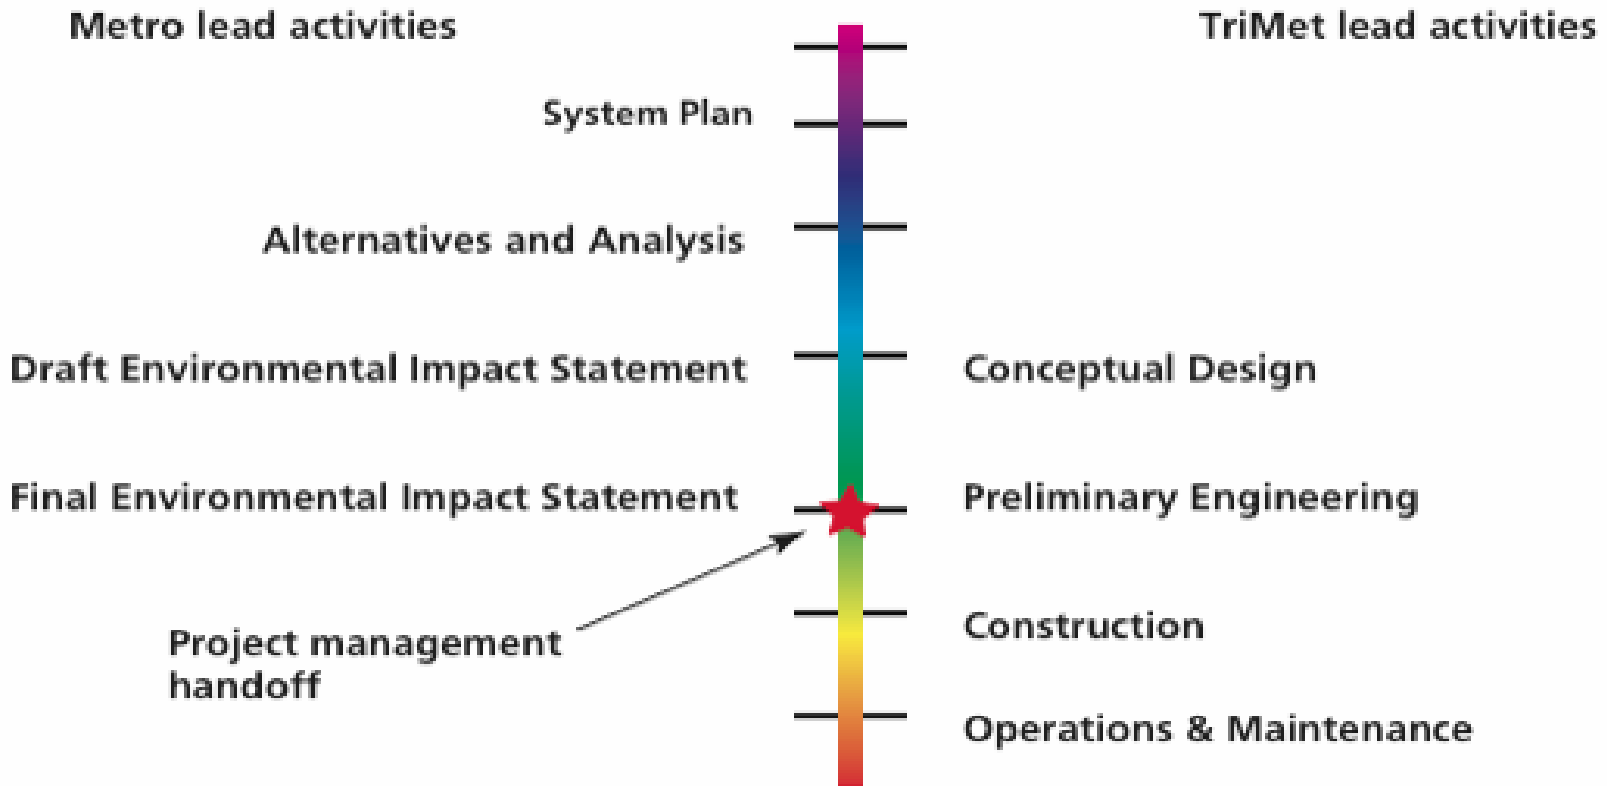 Metro lead activities
TriMet lead activities
System Plan
Alternatives and Analysis
Draft Environmental Impact Statement
Conceptual Design
Final Environmental Impact Statement
Preliminary Engineering
Project management
handoff
Construction
Operations & Maintenance